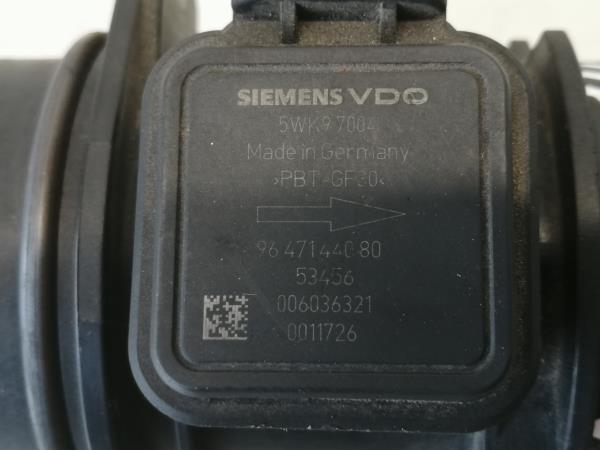 SIEMENS VDO
5WK9 7004
Made in Germany
>PBT-GF30<
96 471 440 80
53456
006036321
0011726